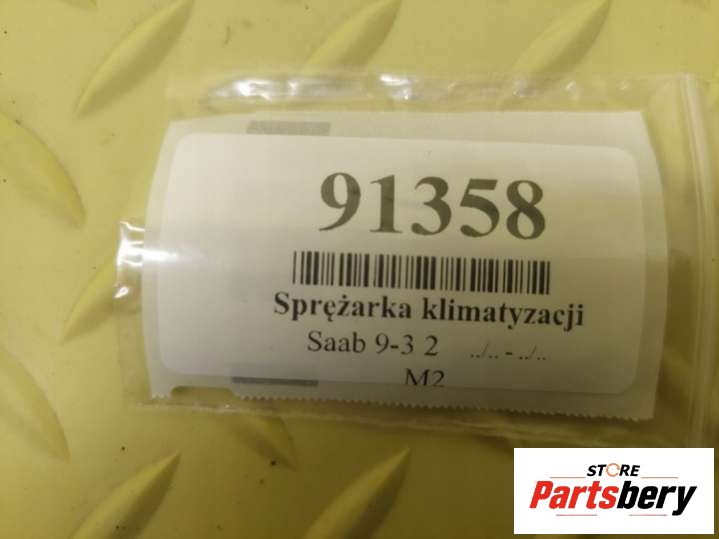 91358
Sprężarka klimatyzacji
Saab 9-3 2 ../.. - ../..
M2
STORE
Partsbery